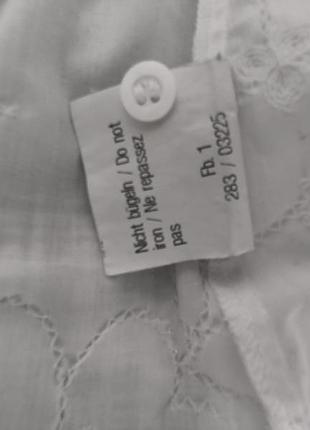 Nicht bügeln / Do not
iron / Ne repassez
pas
Fb. 1
283 / 03225